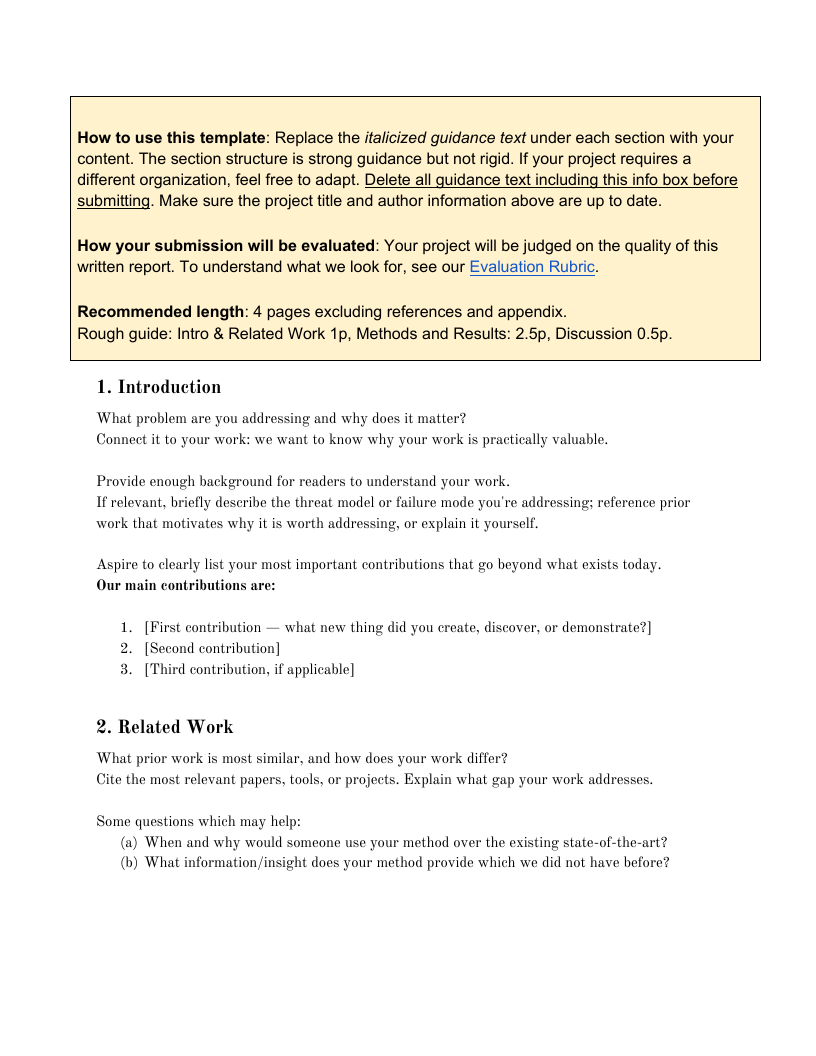 How to use this template: Replace the italicized guidance text under each section with your
content. The section structure is strong guidance but not rigid. If your project requires a
different organization, feel free to adapt. Delete all guidance text including this info box before
submitting. Make sure the project title and author information above are up to date.
How your submission will be evaluated: Your project will be judged on the quality of this
written report. To understand what we look for, see our Evaluation Rubric.
Recommended length: 4 pages excluding references and appendix.
Rough guide: Intro & Related Work 1p, Methods and Results: 2.5p, Discussion 0.5p.
1. Introduction
What problem are you addressing and why does it matter?
Connect it to your work: we want to know why your work is practically valuable.
Provide enough background for readers to understand your work.
If relevant, briefly describe the threat model or failure mode you're addressing; reference prior
work that motivates why it is worth addressing, or explain it yourself.
Aspire to clearly list your most important contributions that go beyond what exists today.
Our main contributions are:
1. [First contribution — what new thing did you create, discover, or demonstrate?]
2. [Second contribution]
3. [Third contribution, if applicable]
2. Related Work
What prior work is most similar, and how does your work differ?
Cite the most relevant papers, tools, or projects. Explain what gap your work addresses.
Some questions which may help:
(a) When and why would someone use your method over the existing state-of-the-art?
(b) What information/insight does your method provide which we did not have before?